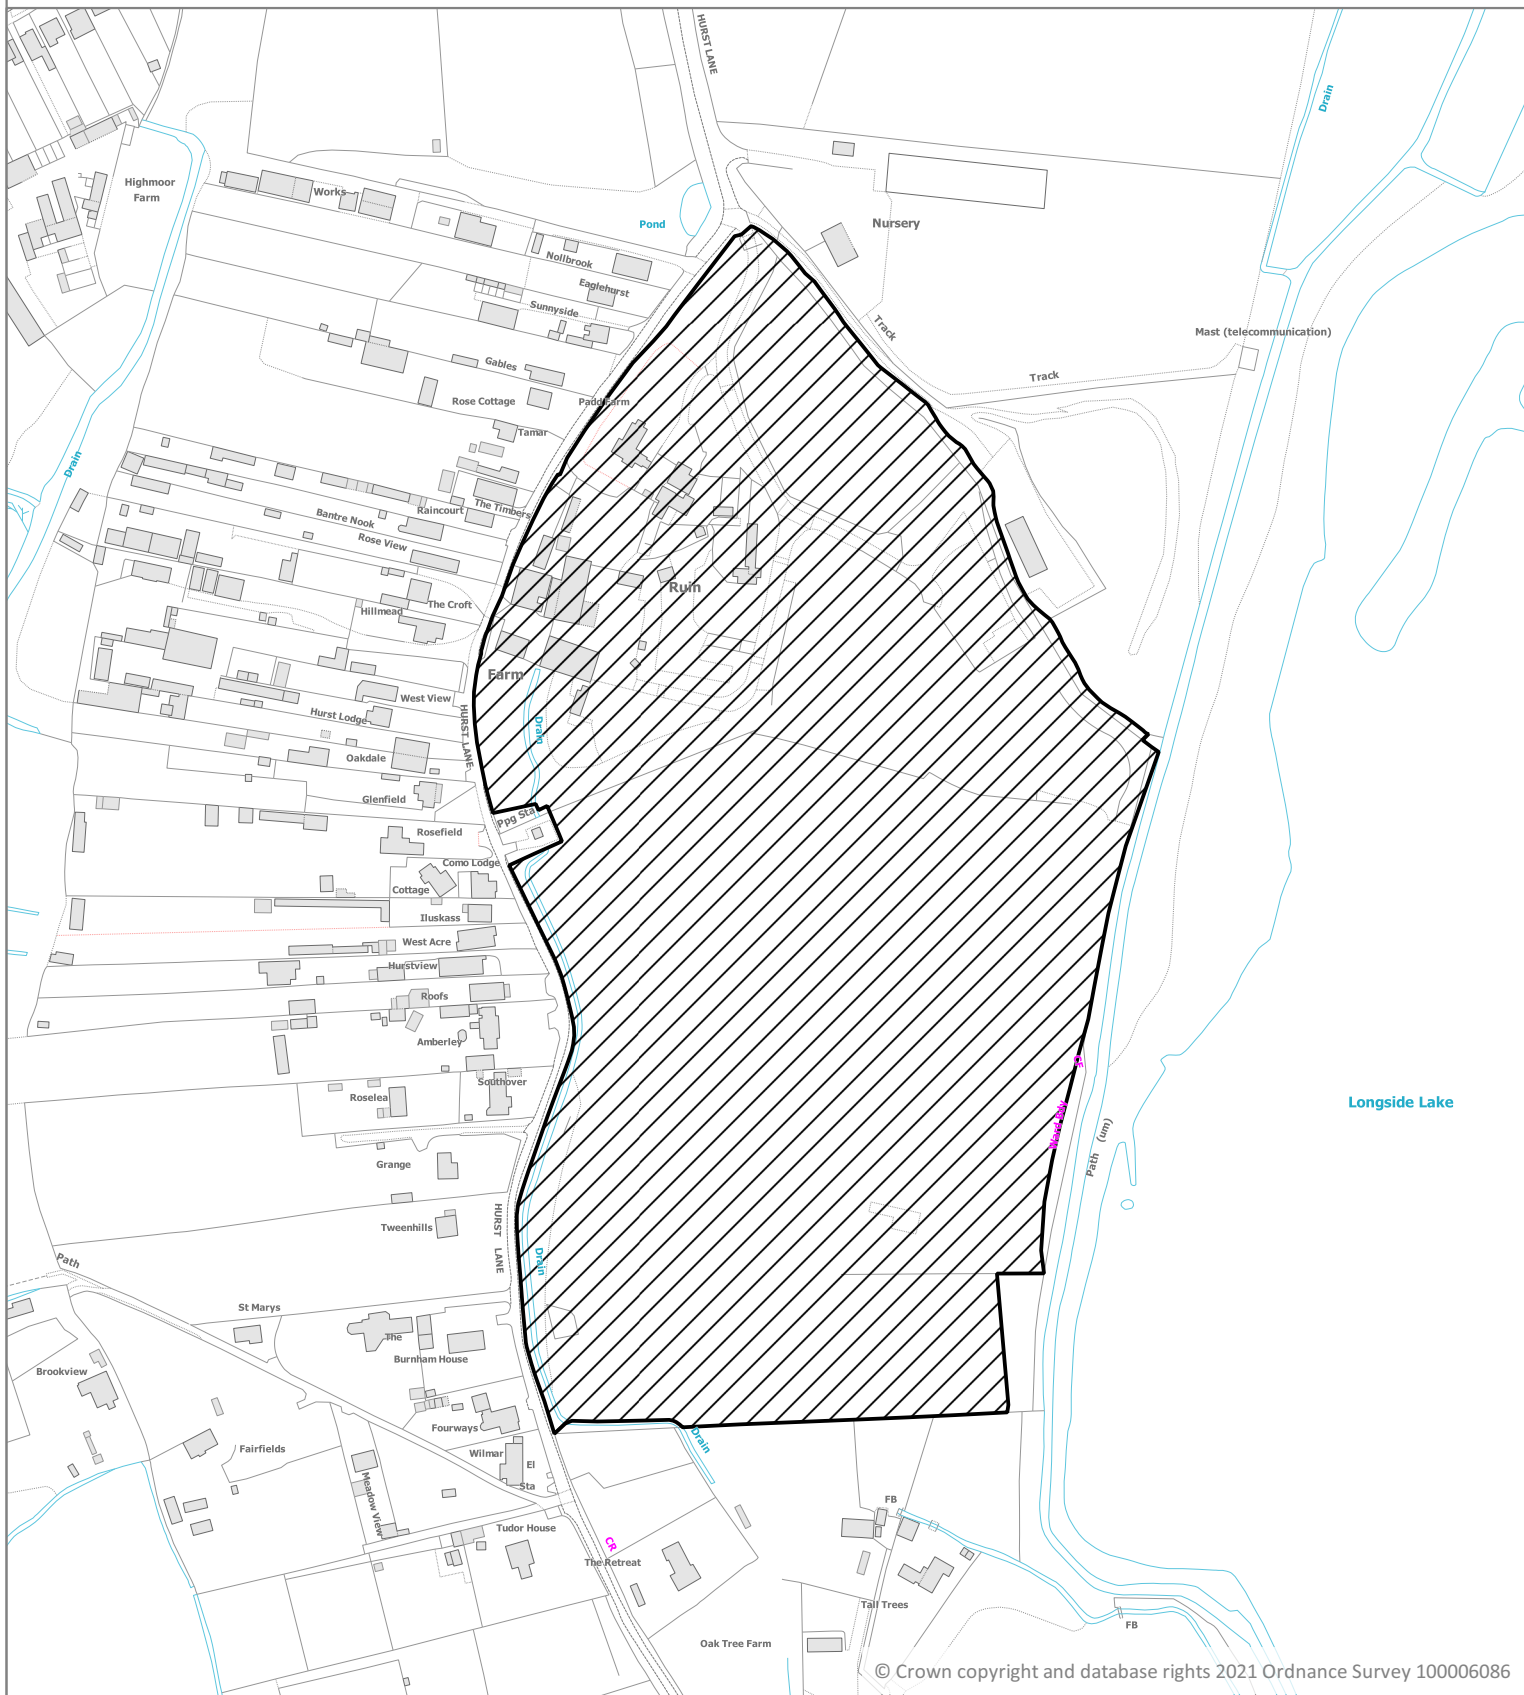 HURST LANE
Drain
Highmoor
Farm
Works
Pond
Nursery
Nollbrook
Eaglehurst
Sunnyside
Track
Mast (telecommunication)
Gables
Track
Rose Cottage
Padd Farm
Tamar
Drain
The Timbers
Raincourt
Bantre Nook
Rose View
Ruin
The Croft
Hillmead
Farm
West View
Hurst Lodge
HURST LANE
Drain
Oakdale
Glenfield
Ppg Sta
Rosefield
Como Lodge
Cottage
Iluskass
West Acre
Hurstview
Roofs
Amberley
CF
Southover
Roselea
Ward Bdy
Longside Lake
Path (um)
Grange
Tweenhills
HURST LANE
Drain
Path
St Marys
The
Burnham House
Brookview
Fourways
Drain
Fairfields
Wilmar
El
Sta
Meadow View
FB
Tudor House
CR
The Retreat
Tall Trees
FB
Oak Tree Farm
© Crown copyright and database rights 2021 Ordnance Survey 100006086